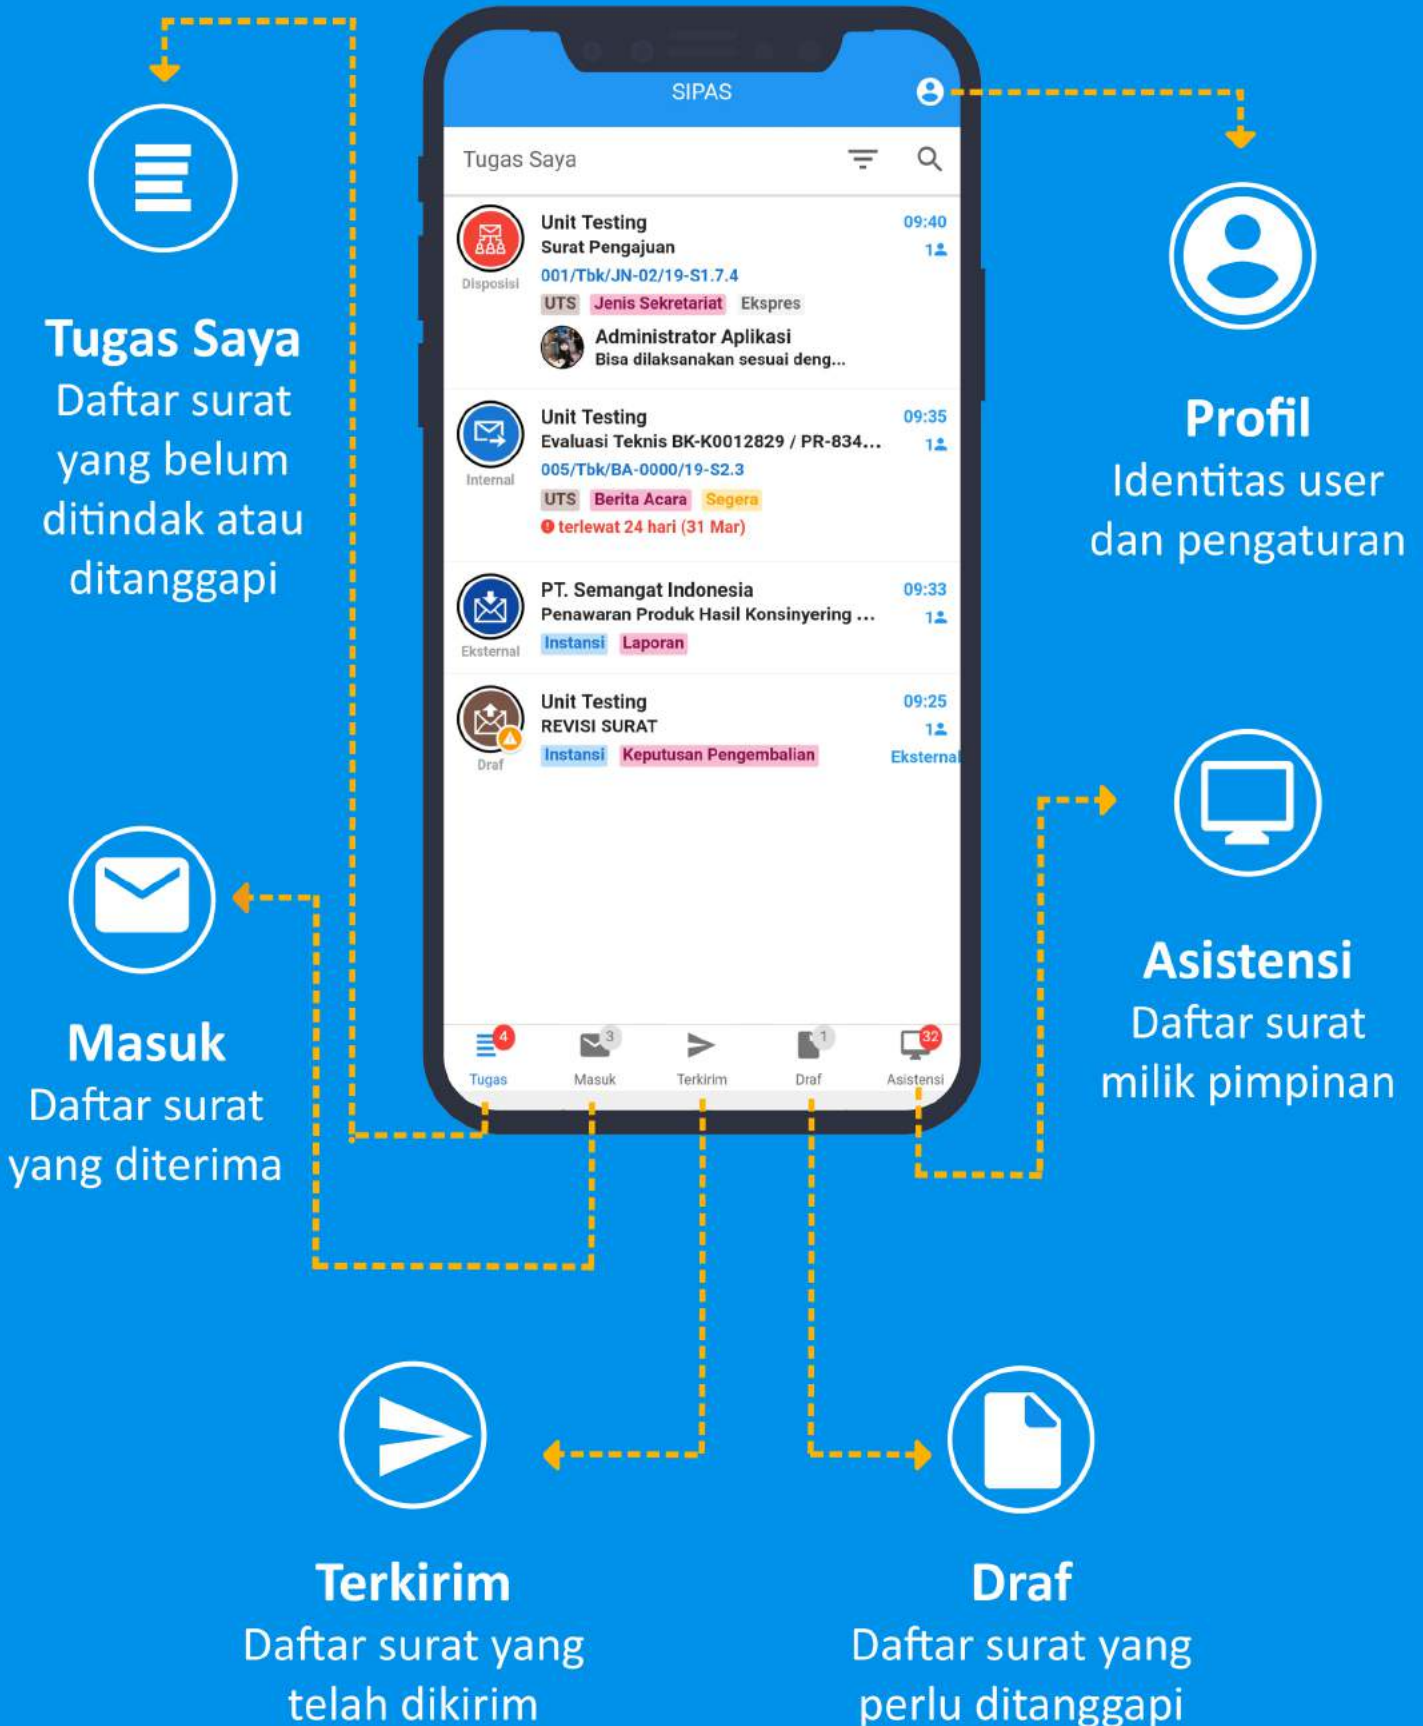 SIPAS
Tugas Saya
Unit Testing
09:40
Surat Pengajuan
1
001/Tbk/JN-02/19-S1.7.4
Disposisi
UTS Jenis Sekretariat Ekspres
Administrator Aplikasi
Bisa dilaksanakan sesuai deng...
Unit Testing
09:35
Evaluasi Teknis BK-K0012829 / PR-834...
1
005/Tbk/BA-0000/19-S2.3
Internal
UTS Berita Acara Segera
terlewat 24 hari (31 Mar)
PT. Semangat Indonesia
09:33
Penawaran Produk Hasil Konsinyering ...
1
Eksternal
Instansi Laporan
Unit Testing
09:25
REVISI SURAT
1
Draf
Instansi Keputusan Pengembalian
Eksternal
4
3
1
32
Tugas
Masuk
Terkirim
Draf
Asistensi
Tugas Saya
Daftar surat
yang belum
ditindak atau
ditanggapi
Profil
Identitas user
dan pengaturan
Masuk
Daftar surat
yang diterima
Asistensi
Daftar surat
milik pimpinan
Terkirim
Daftar surat yang
telah dikirim
Draf
Daftar surat yang
perlu ditanggapi